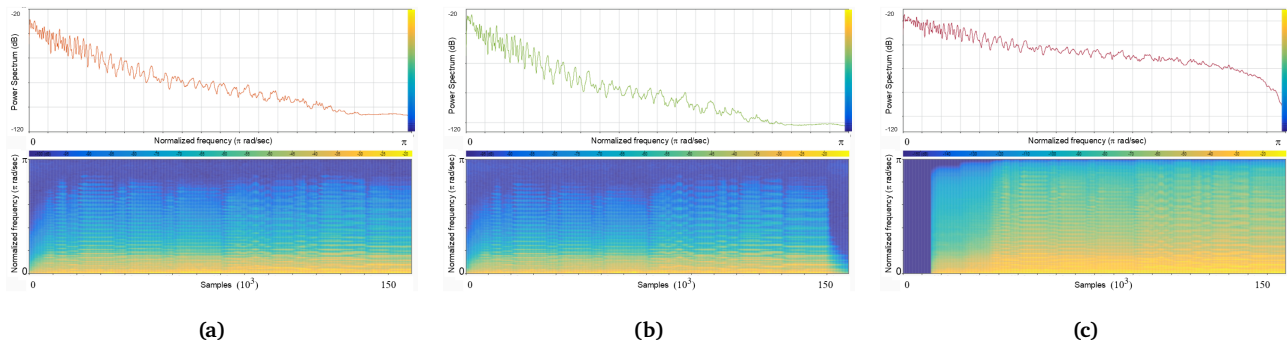 -20
Power Spectrum (dB)
-120
0
Normalized frequency (π rad/sec)
π
π
Normalized frequency (π rad/sec)
0
0
Samples (10³)
150
(a)
-20
Power Spectrum (dB)
-120
0
Normalized frequency (π rad/sec)
π
π
Normalized frequency (π rad/sec)
0
0
Samples (10³)
150
(b)
-20
Power Spectrum (dB)
-120
0
Normalized frequency (π rad/sec)
π
π
Normalized frequency (π rad/sec)
0
0
Samples (10³)
150
(c)